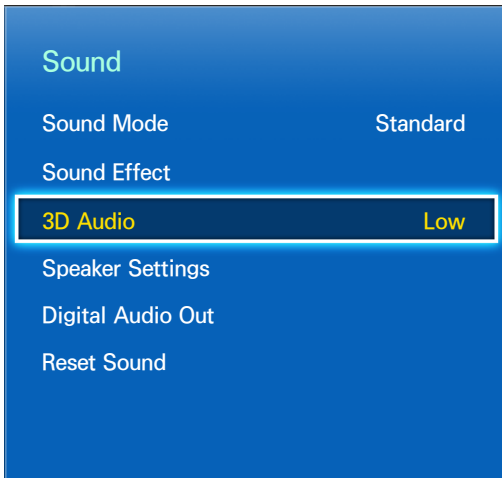 Sound
Sound Mode Standard
Sound Effect
3D Audio Low
Speaker Settings
Digital Audio Out
Reset Sound